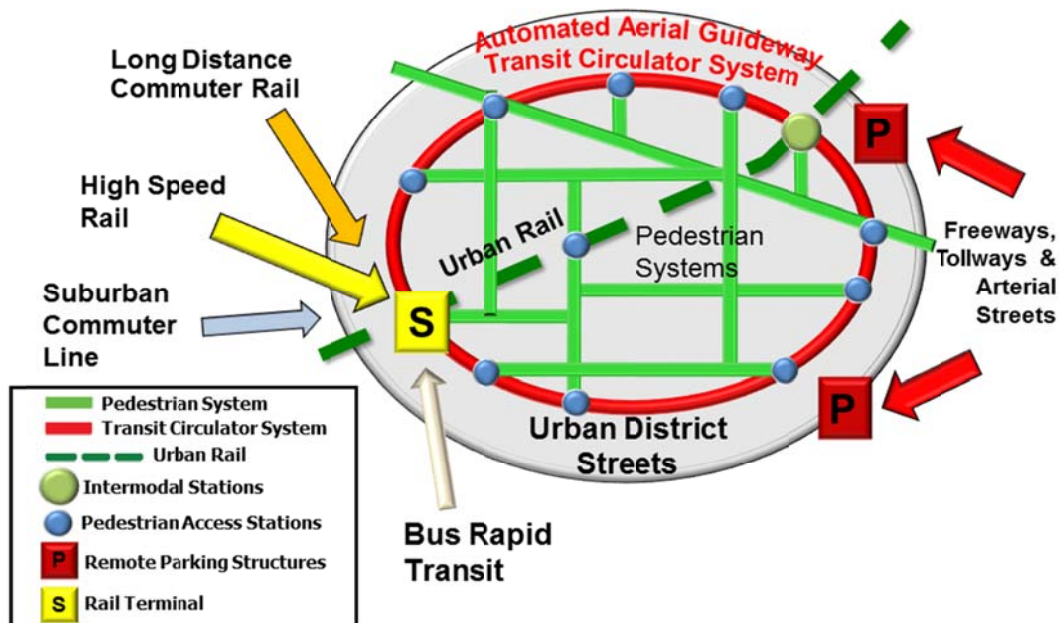 Automated Aerial Guideway
Transit Circulator System
Long Distance
Commuter Rail
High Speed
Rail
Suburban
Commuter
Line
Urban Rail
Pedestrian
Systems
P
Freeways,
Tollways &
Arterial
Streets
S
P
Urban District
Streets
Bus Rapid
Transit
Pedestrian System
Transit Circulator System
Urban Rail
Intermodal Stations
Pedestrian Access Stations
P Remote Parking Structures
S Rail Terminal